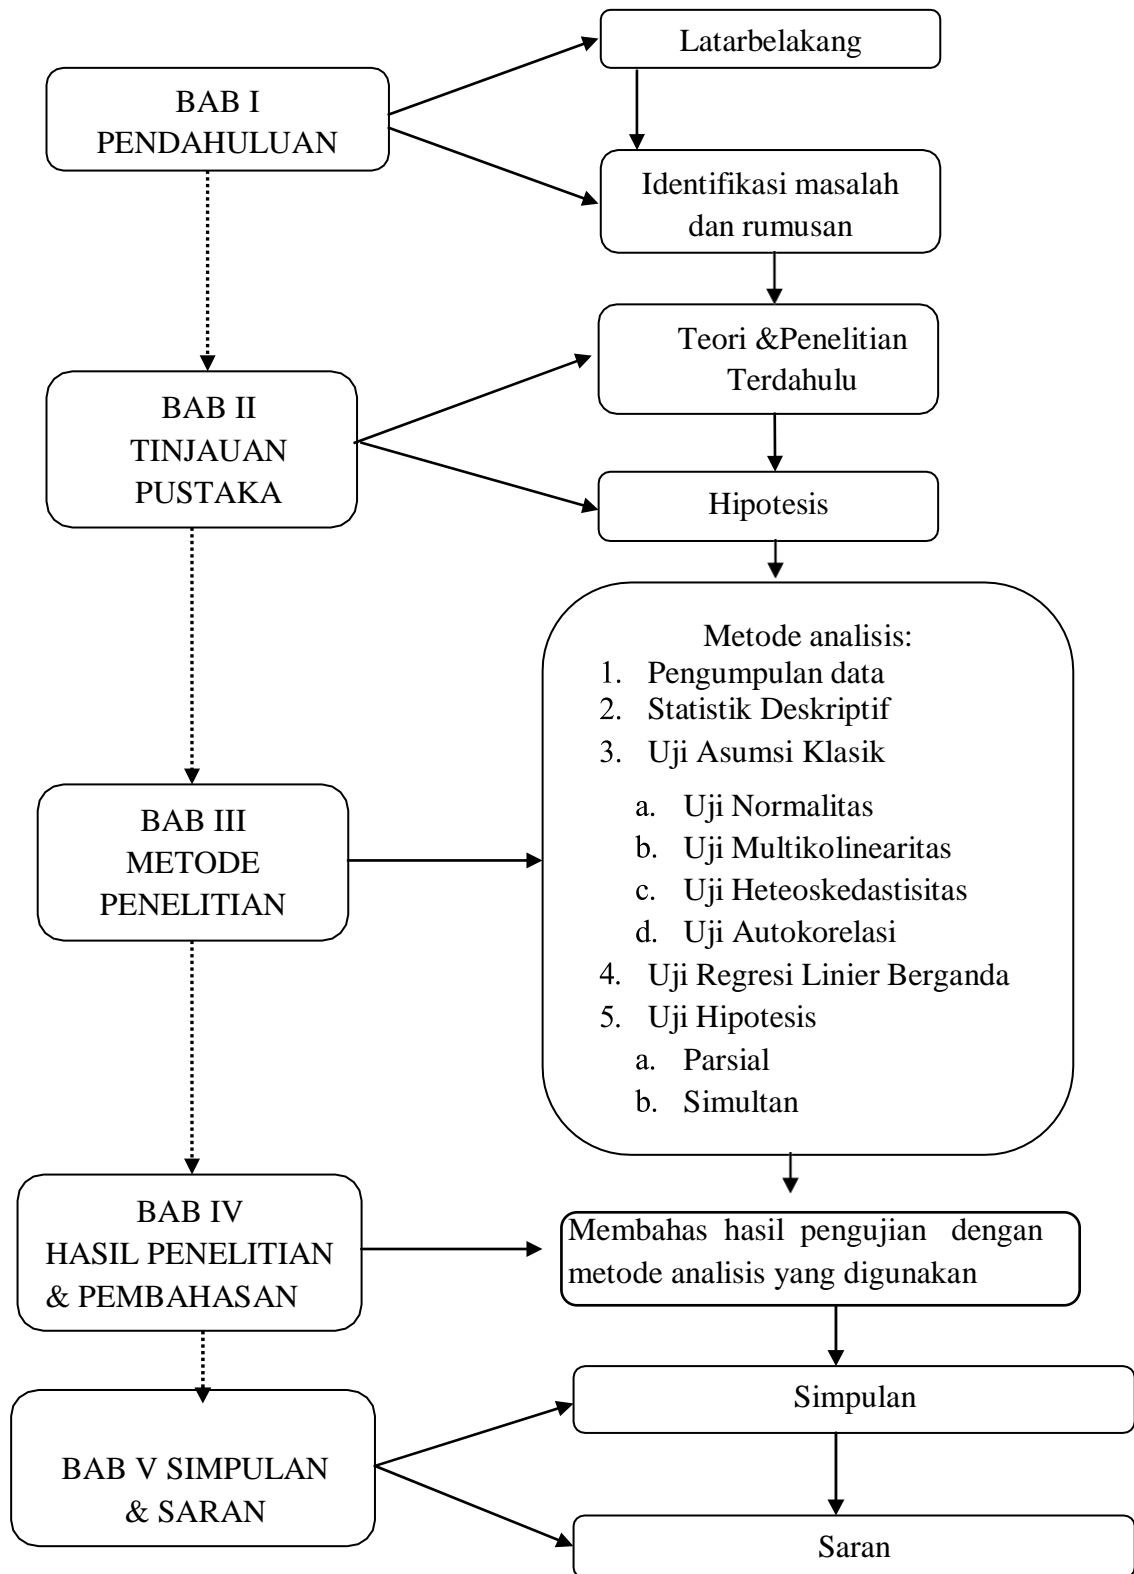 Latarbelakang
BAB I
PENDAHULUAN
Identifikasi masalah
dan rumusan
Teori &Penelitian
Terdahulu
BAB II
TINJAUAN
PUSTAKA
Hipotesis
Metode analisis:
1. Pengumpulan data
2. Statistik Deskriptif
3. Uji Asumsi Klasik
a. Uji Normalitas
b. Uji Multikolinearitas
c. Uji Heteoskedastisitas
d. Uji Autokorelasi
4. Uji Regresi Linier Berganda
5. Uji Hipotesis
a. Parsial
b. Simultan
BAB III
METODE
PENELITIAN
BAB IV
HASIL PENELITIAN
& PEMBAHASAN
Membahas hasil pengujian dengan
metode analisis yang digunakan
Simpulan
BAB V SIMPULAN
& SARAN
Saran